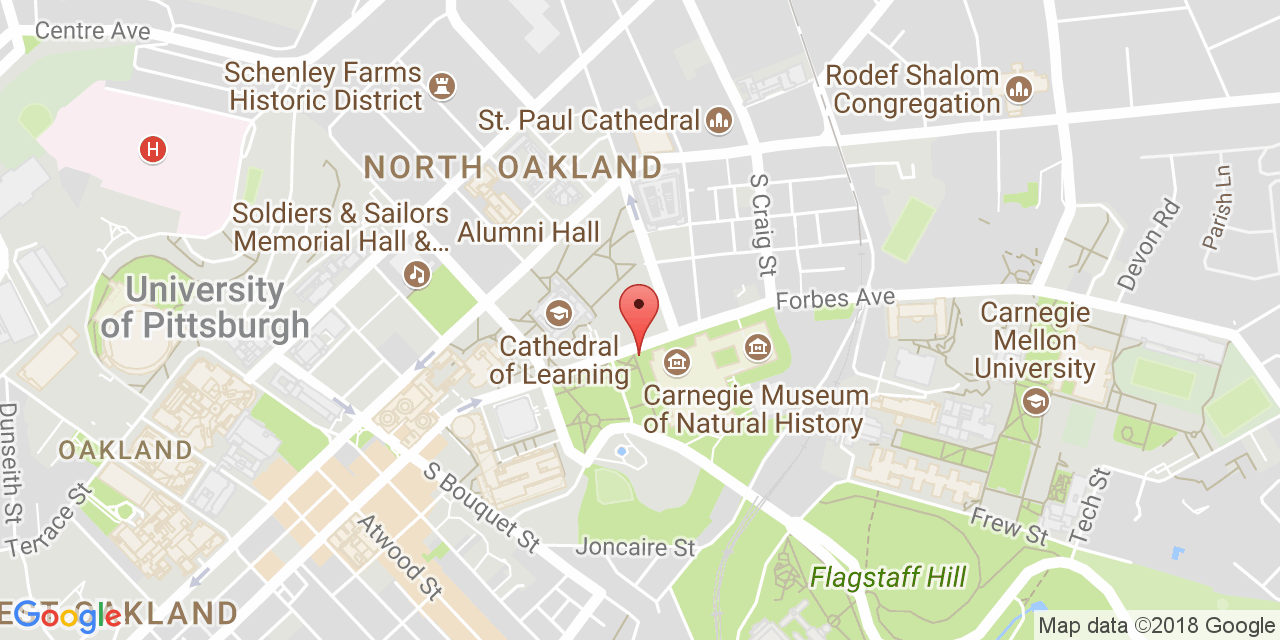 Centre Ave
Schenley Farms
Historic District
Rodef Shalom
Congregation
St. Paul Cathedral
H
NORTH OAKLAND
Parish Ln
S Craig St
Devon Rd
Soldiers & Sailors
Memorial Hall &...
Alumni Hall
University
of Pittsburgh
Forbes Ave
Carnegie
Mellon
University
Cathedral
of Learning
Carnegie Museum
of Natural History
Dunseith St
OAKLAND
S Bouquet St
Terrace St
Atwood St
Joncaire St
Frew St
Tech St
Flagstaff Hill
EST OAKLAND
Google
Map data ©2018 Google